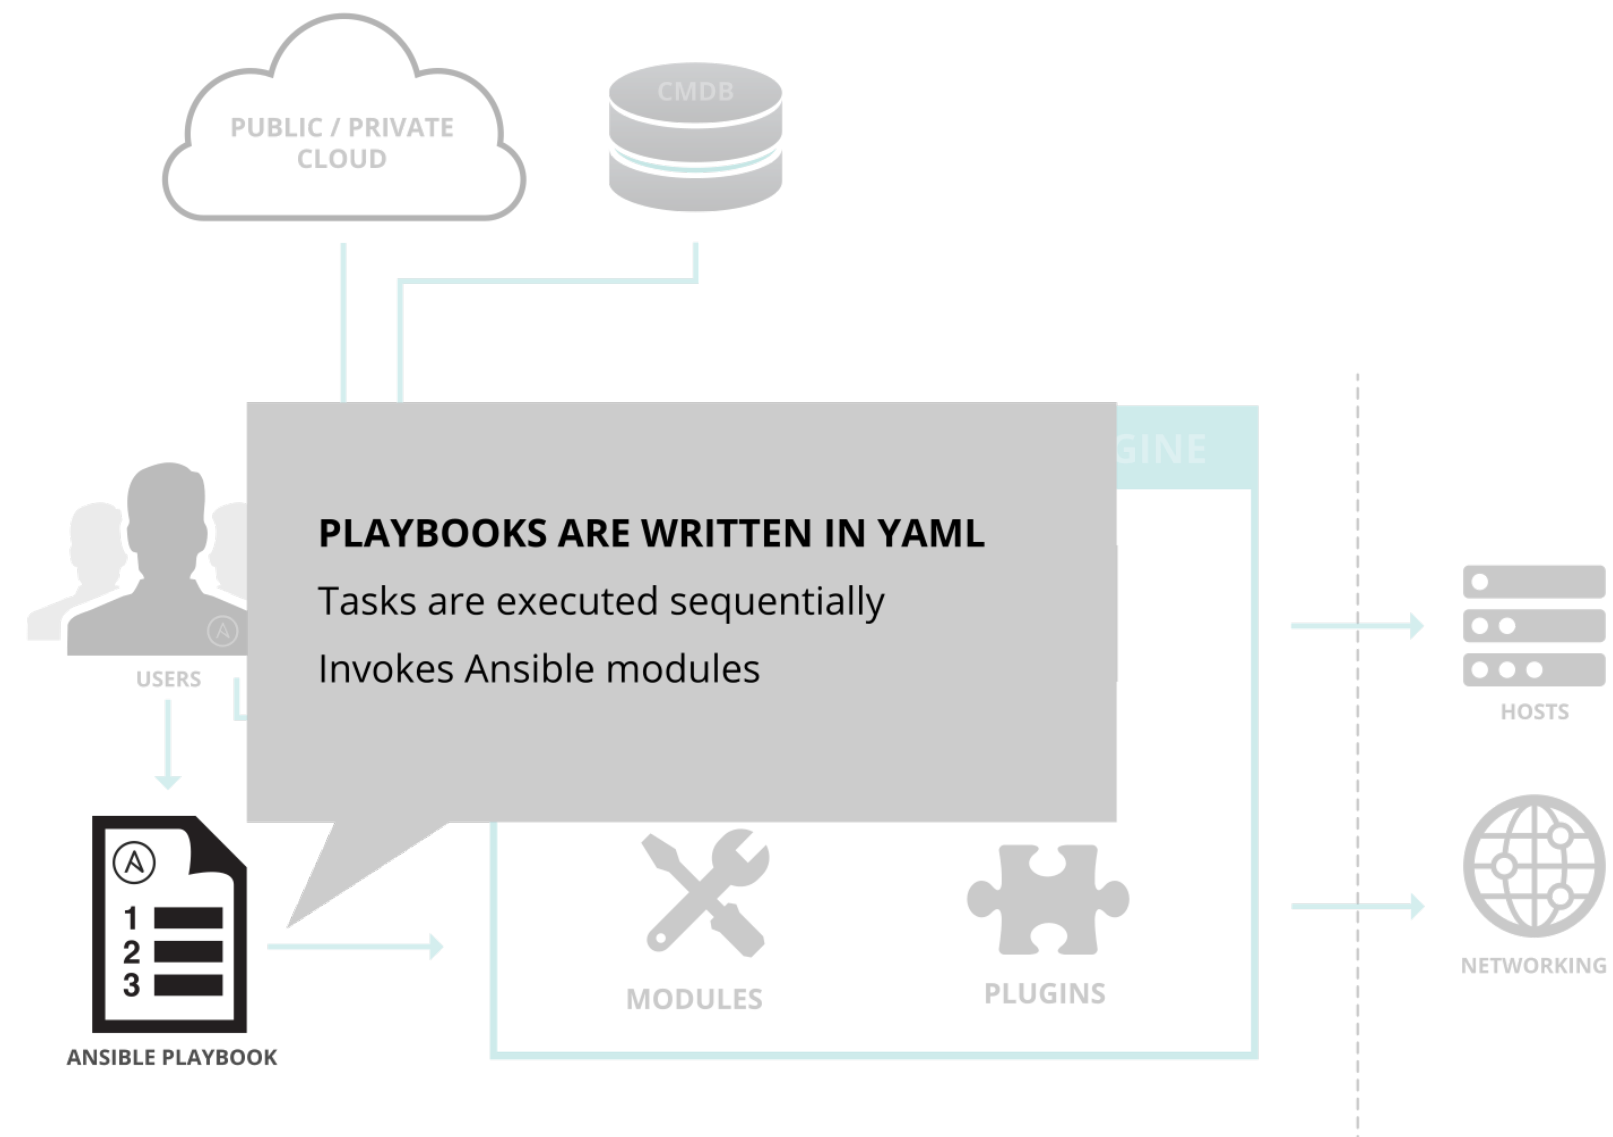 PUBLIC / PRIVATE
CLOUD
CMDB
GINE
PLAYBOOKS ARE WRITTEN IN YAML
Tasks are executed sequentially
Invokes Ansible modules
USERS
HOSTS
1
2
3
ANSIBLE PLAYBOOK
MODULES
PLUGINS
NETWORKING